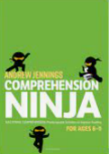 ANDREW JENNINGS
COMPREHENSION
NINJA
FOR AGES 8-9